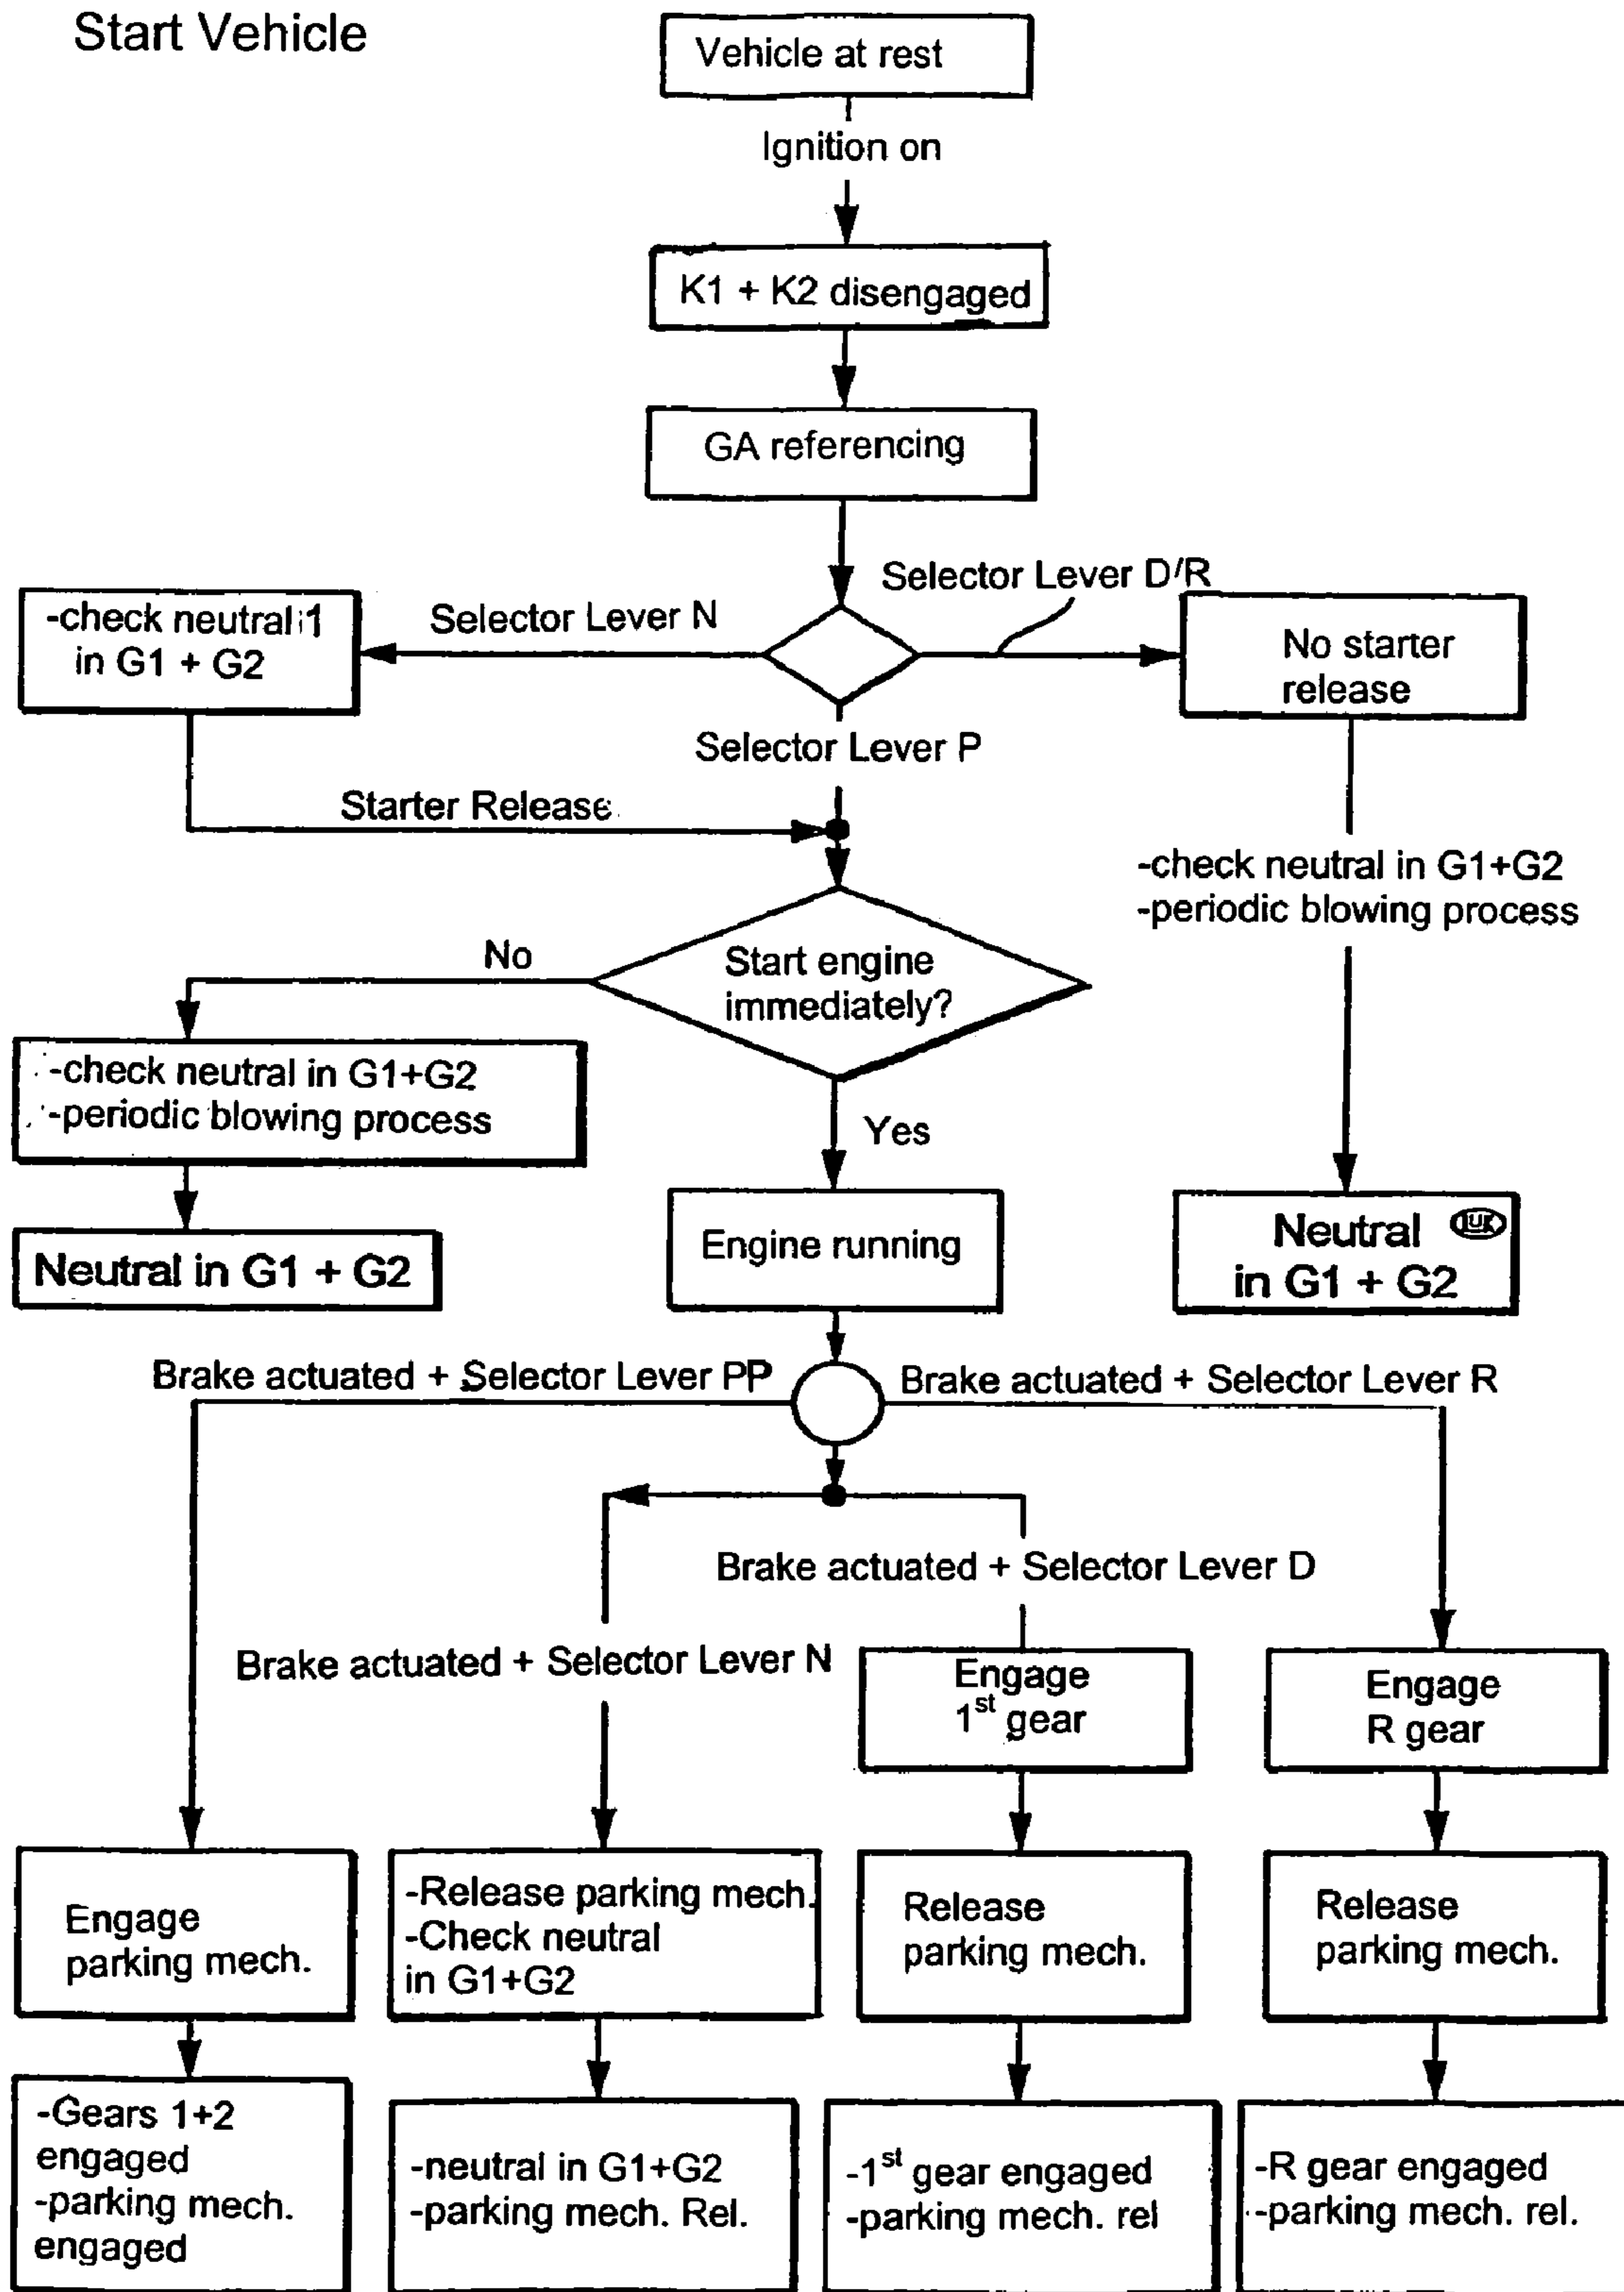 Start Vehicle
Vehicle at rest
Ignition on
K1 + K2 disengaged
GA referencing
Selector Lever D/R
-check neutral 1
in G1 + G2
Selector Lever N
No starter
release
Selector Lever P
Starter Release
-check neutral in G1+G2
-periodic blowing process
No
Start engine
immediately?
-check neutral in G1+G2
-periodic blowing process
Yes
Neutral in G1 + G2
Engine running
Neutral LUK
in G1 + G2
Brake actuated + Selector Lever PP
Brake actuated + Selector Lever R
Brake actuated + Selector Lever D
Brake actuated + Selector Lever N
Engage
1st gear
Engage
R gear
Engage
parking mech.
-Release parking mech.
-Check neutral
in G1+G2
Release
parking mech.
Release
parking mech.
-Gears 1+2
engaged
-parking mech.
engaged
-neutral in G1+G2
-parking mech. Rel.
-1st gear engaged
-parking mech. rel
-R gear engaged
-parking mech. rel.